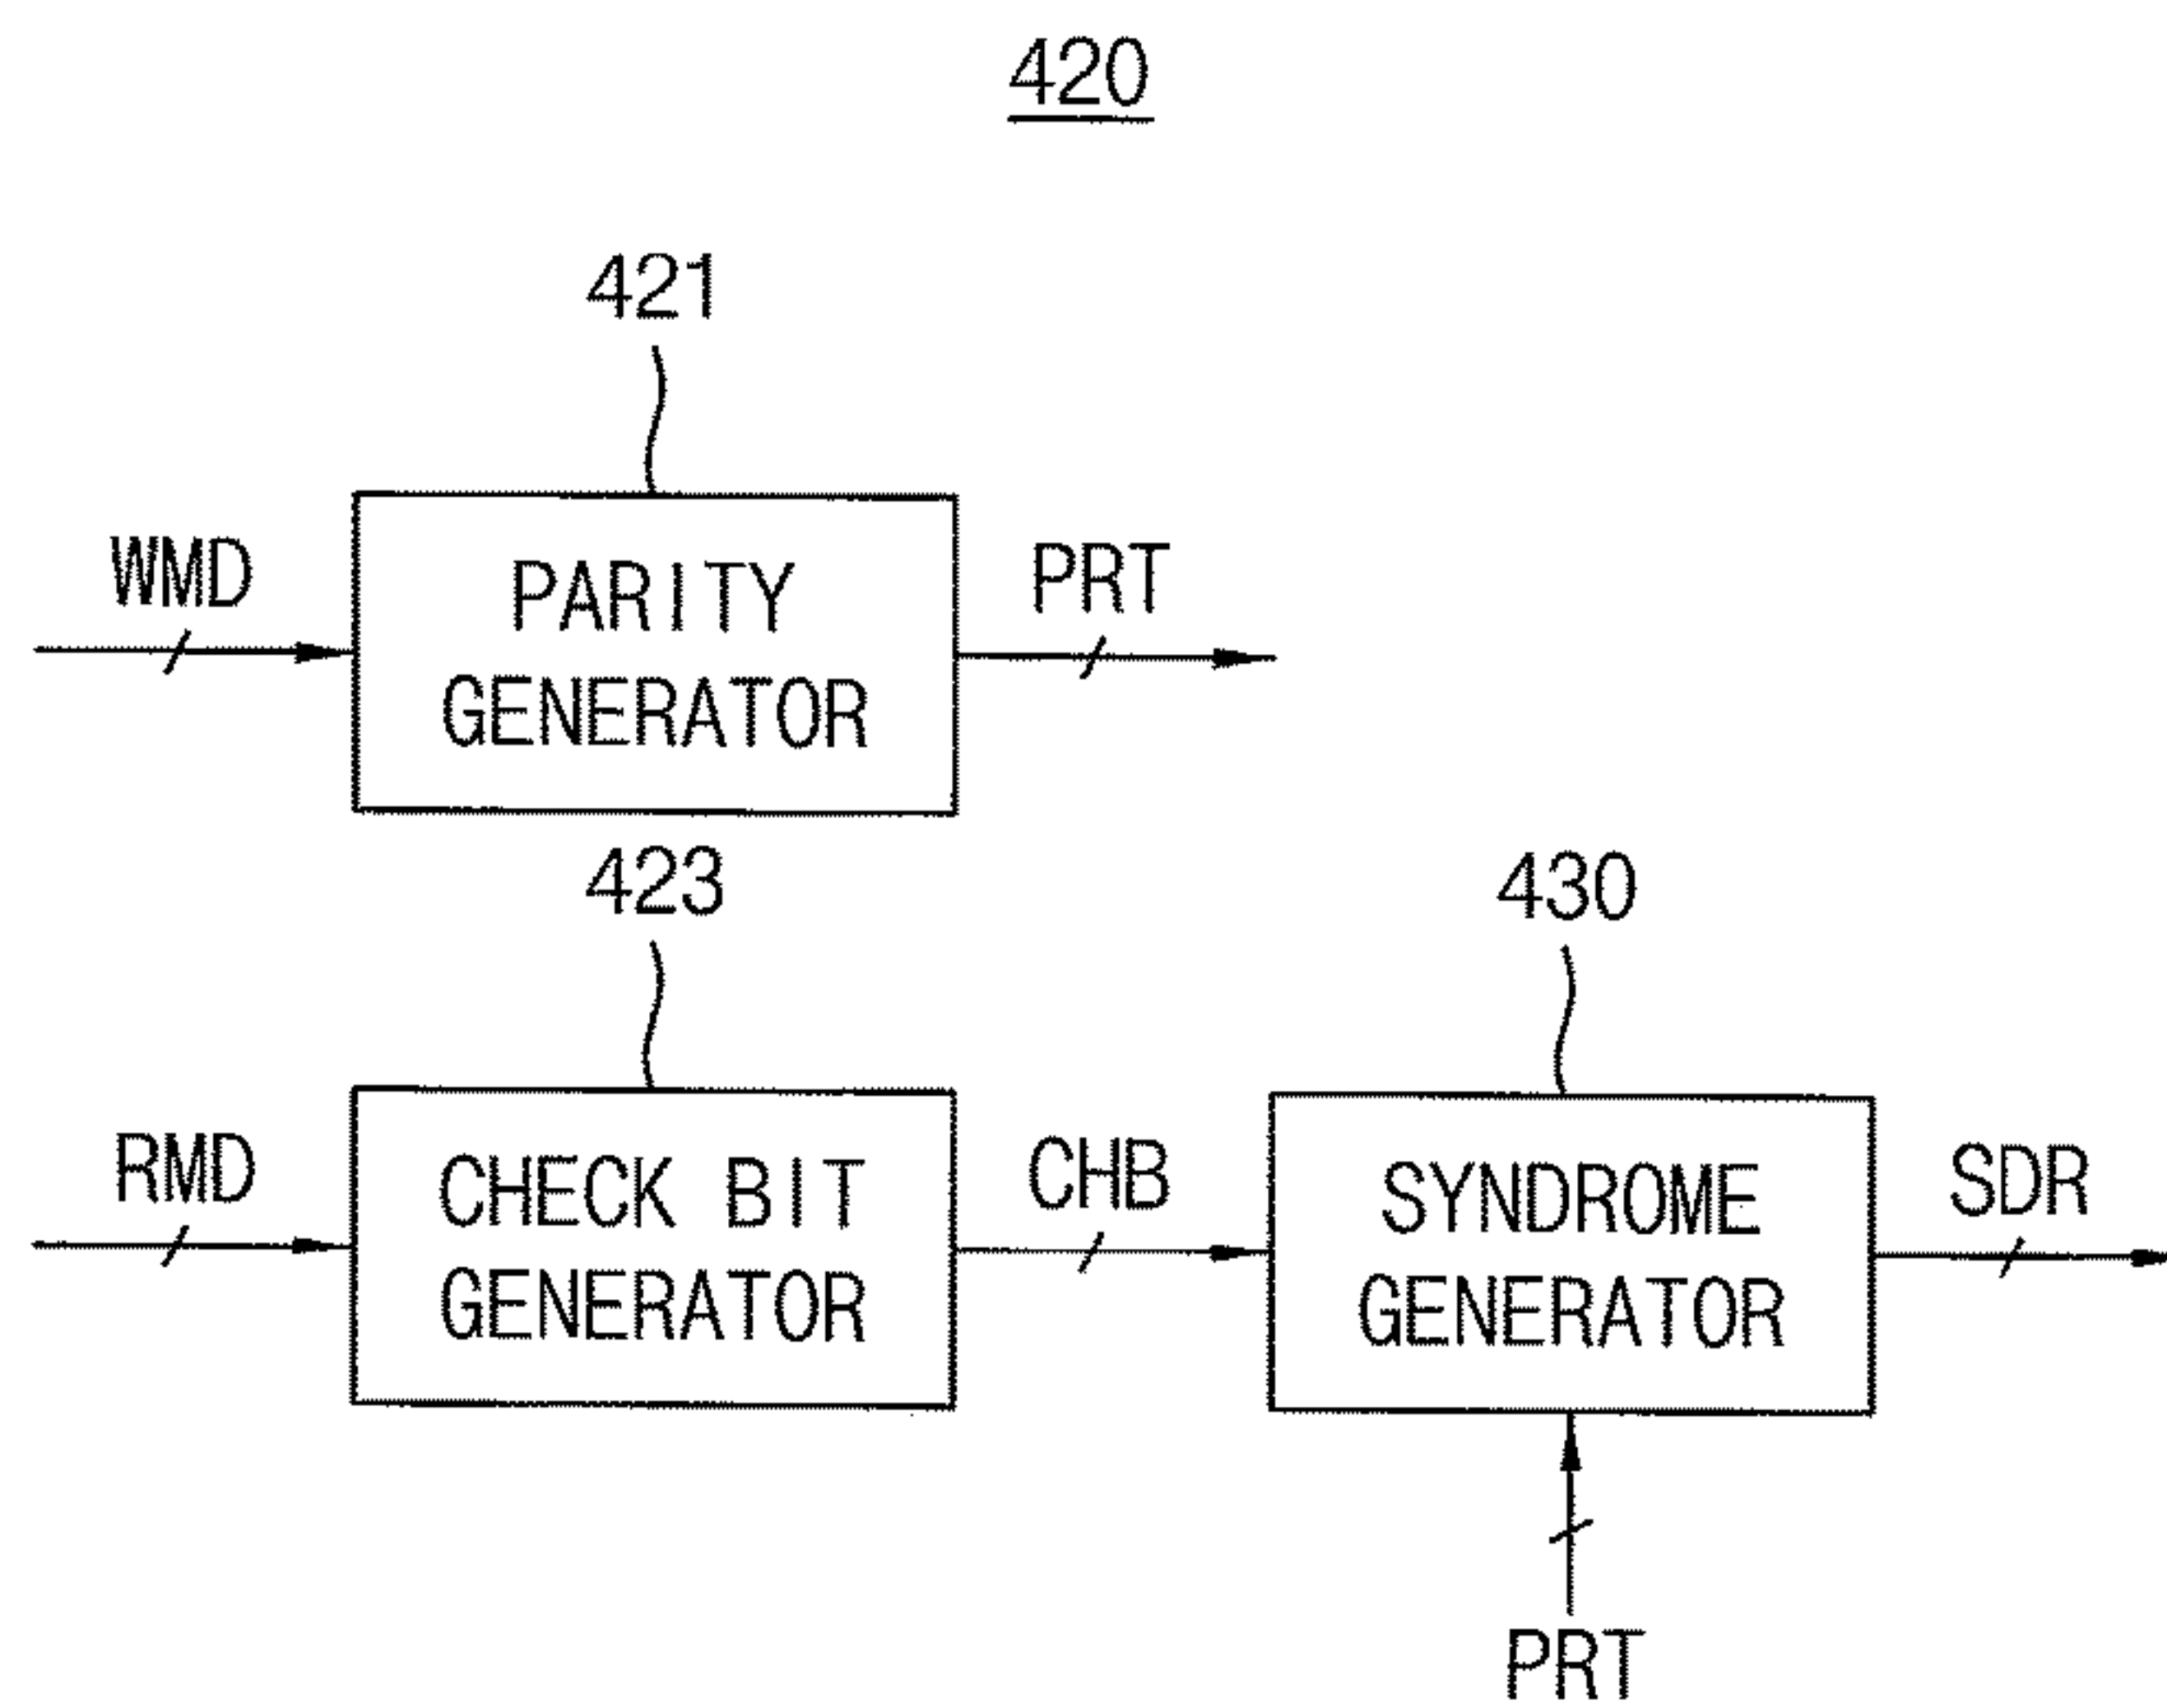 420
421
WMD
PARITY
GENERATOR
PRT
423
430
RMD
CHECK BIT
GENERATOR
CHB
SYNDROME
GENERATOR
SDR
PRT